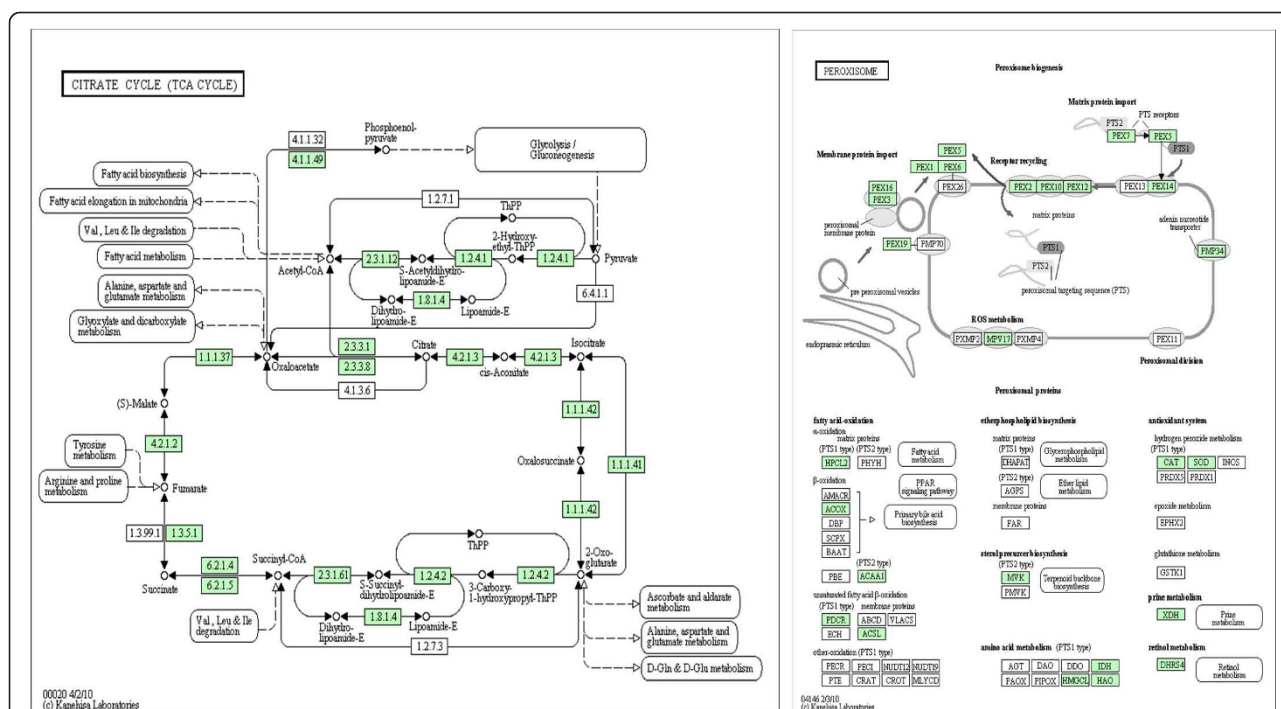 CITRATE CYCLE (TCA CYCLE)
4.1.1.32
4.1.1.49
Phosphoenol-
pyruvate
Glycolysis /
Gluconeogenesis
Fatty acid biosynthesis
Fatty acid elongation in mitochondria
Val, Leu & Ile degradation
Fatty acid metabolism
Alanine, aspartate and
glutamate metabolism
Glyoxylate and dicarboxylate
metabolism
1.2.7.1
ThPP
2-Hydroxy-
ethyl-ThPP
2.3.1.12
1.2.4.1
1.2.4.1
Acetyl-CoA
S-Acetyldihydro-
lipoamide-E
Pyruvate
1.8.1.4
Dihydro-
lipoamide-E
Lipoamide-E
6.4.1.1
1.1.1.37
Oxaloacetate
2.3.3.1
2.3.3.8
4.1.3.6
Citrate
4.2.1.3
cis-Aconitate
4.2.1.3
Isocitrate
(S)-Malate
1.1.1.42
4.2.1.2
Tyrosine
metabolism
Arginine and proline
metabolism
Oxalosuccinate
1.1.1.41
Fumarate
1.1.1.42
1.3.99.1
1.3.5.1
ThPP
2-Oxo-
glutarate
6.2.1.4
6.2.1.5
Succinate
Succinyl-CoA
2.3.1.61
S-Succinyl-
dihydrolipoamide-E
1.2.4.2
3-Carboxy-
1-hydroxypropyl-ThPP
1.2.4.2
1.8.1.4
Dihydro-
lipoamide-E
Lipoamide-E
Val, Leu & Ile
degradation
1.2.7.3
Ascorbate and aldarate
metabolism
Alanine, aspartate and
glutamate metabolism
D-Gln & D-Glu metabolism
00020 4/2/10
(c) Kanehisa Laboratories
PEROXISOME
Peroxisome biogenesis
Matrix protein import
PTS2
PTS receptors
PEX7
PEX5
PTS1
Membrane protein import
PEX5
PEX1
PEX6
Receptor recycling
PEX16
PEX3
PEX26
PEX2
PEX10
PEX12
PEX13
PEX14
matrix proteins
peroxisomal
membrane protein
adenin nucreotide
transporter
PEX19
PMP70
PTS1
PTS2
PMP34
pre peroxisomal vesicles
peroxisomal targeting sequence (PTS)
ROS metabolism
endoprasmic reticulum
PXMP2
MPV17
PXMP4
PEX11
Peroxisomal division
Peroxisomal proteins
fatty acid-oxidation
α-oxidation
matrix proteins
(PTS1 type) (PTS2 type)
HPCL2
PHYH
Fatty acid
metabolism
β-oxidation
AMACR
ACOX
DBP
SCPX
BAAT
PPAR
signaling pathway
Primary bile acid
biosynthesis
(PTS2 type)
PBE
ACAA1
unsaturated fatty acid β-oxidation
(PTS1 type) membrane proteins
PDCR
ABCD
VLACS
ECH
ACSL
other-oxidation (PTS1 type)
PECR
PECI
NUDT12
NUDT19
PTE
CRAT
CROT
MLYCD
etherphospholipid biosynthesis
matrix proteins
(PTS1 type)
DHAPAT
Glycerophospholipid
metabolism
(PTS2 type)
AGPS
Ether lipid
metabolism
membrane proteins
FAR
sterol precurcer biosynthesis
(PTS2 type)
MVK
PMVK
Terpenoid backbone
biosynthesis
amino acid metabolism (PTS1 type)
AGT
DAO
DDO
IDH
PAOX
PIPOX
HMGCL
HAO
antioxidant system
hydrogen peroxide metabolism
(PTS1 type)
CAT
SOD
INOS
PRDX5
PRDX1
epoxide metabolism
EPHX2
glutathione metabolism
GSTK1
prine metabolism
XDH
Prine
metabolism
retinol metabolism
DHRS4
Retinol
metabolism
04146 2/3/10
(c) Kanehisa Laboratories